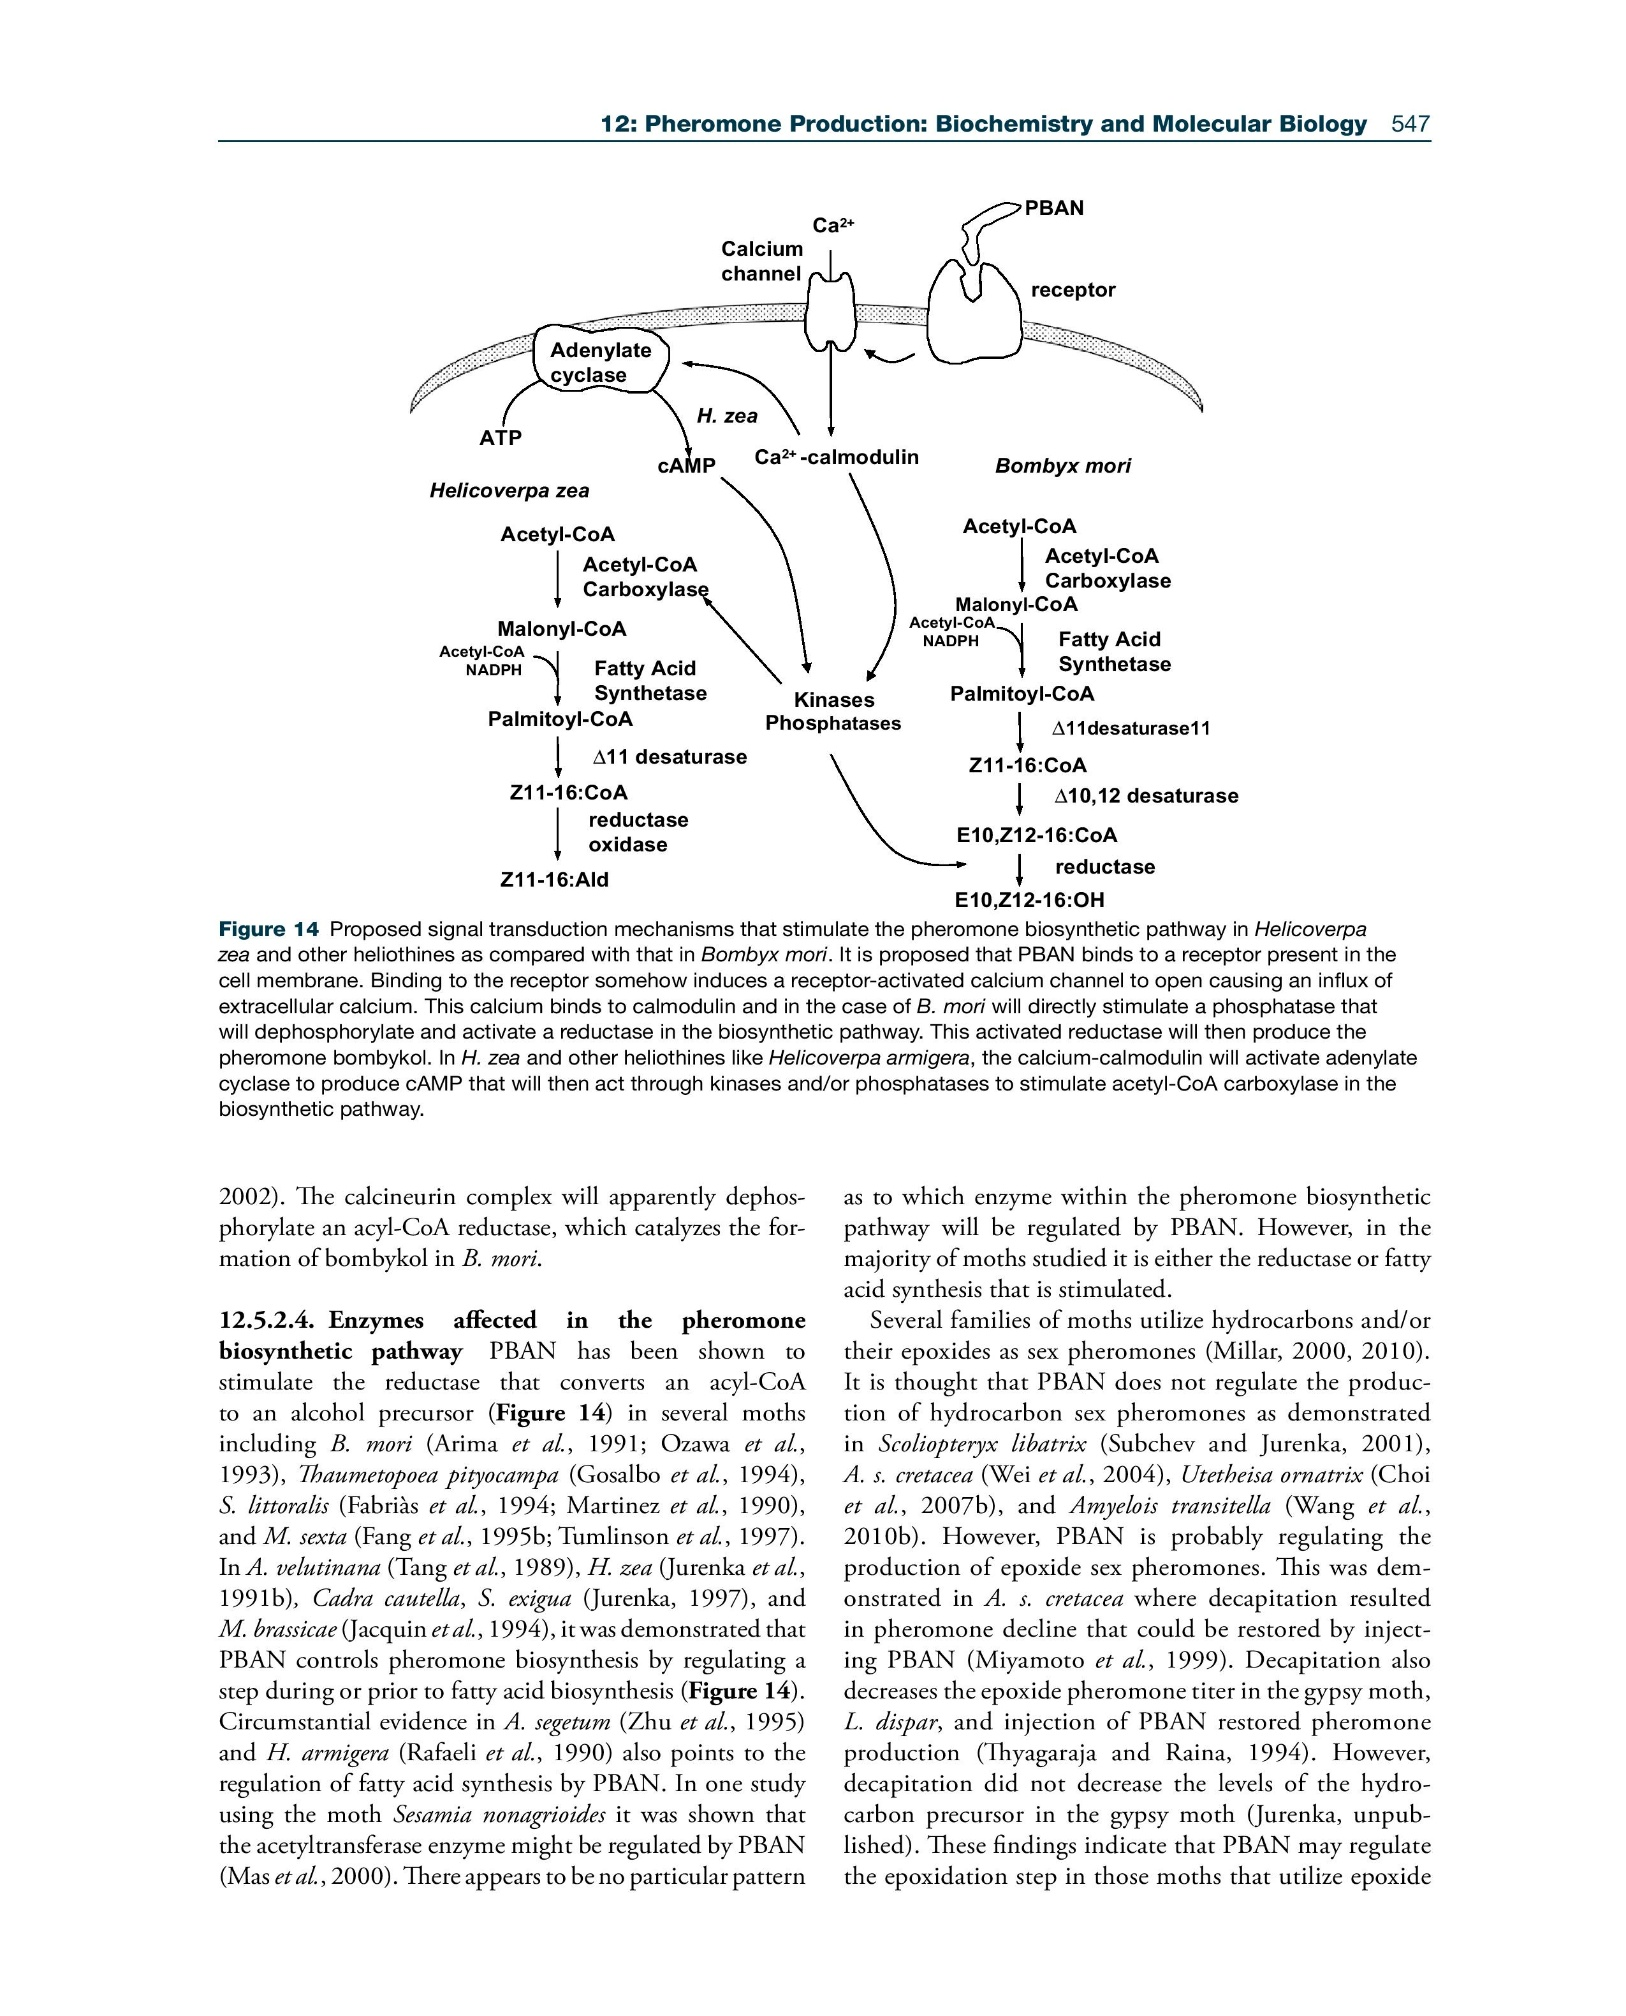 12: Pheromone Production: Biochemistry and Molecular Biology 547
PBAN
Ca2+
Calcium
channel
receptor
Adenylate
cyclase
H. zea
ATP
cAMP
Ca2+ -calmodulin
Bombyx mori
Helicoverpa zea
Acetyl-CoA
Acetyl-CoA
Carboxylase
Malonyl-CoA
Acetyl-CoA
NADPH
Fatty Acid
Synthetase
Palmitoyl-CoA
Δ11 desaturase
Z11-16:CoA
reductase
oxidase
Z11-16:Ald
Kinases
Phosphatases
Acetyl-CoA
Acetyl-CoA
Carboxylase
Malonyl-CoA
Acetyl-CoA
NADPH
Fatty Acid
Synthetase
Palmitoyl-CoA
Δ11desaturase11
Z11-16:CoA
Δ10,12 desaturase
E10,Z12-16:CoA
reductase
E10,Z12-16:OH
Figure 14 Proposed signal transduction mechanisms that stimulate the pheromone biosynthetic pathway in Helicoverpa
zea and other heliothines as compared with that in Bombyx mori. It is proposed that PBAN binds to a receptor present in the
cell membrane. Binding to the receptor somehow induces a receptor-activated calcium channel to open causing an influx of
extracellular calcium. This calcium binds to calmodulin and in the case of B. mori will directly stimulate a phosphatase that
will dephosphorylate and activate a reductase in the biosynthetic pathway. This activated reductase will then produce the
pheromone bombykol. In H. zea and other heliothines like Helicoverpa armigera, the calcium-calmodulin will activate adenylate
cyclase to produce cAMP that will then act through kinases and/or phosphatases to stimulate acetyl-CoA carboxylase in the
biosynthetic pathway.
2002). The calcineurin complex will apparently dephos-
phorylate an acyl-CoA reductase, which catalyzes the for-
mation of bombykol in B. mori.
12.5.2.4. Enzymes affected in the pheromone
biosynthetic pathway PBAN has been shown to
stimulate the reductase that converts an acyl-CoA
to an alcohol precursor (Figure 14) in several moths
including B. mori (Arima et al., 1991; Ozawa et al.,
1993), Thaumetopoea pityocampa (Gosalbo et al., 1994),
S. littoralis (Fabriàs et al., 1994; Martinez et al., 1990),
and M. sexta (Fang et al., 1995b; Tumlinson et al., 1997).
In A. velutinana (Tang et al., 1989), H. zea (Jurenka et al.,
1991b), Cadra cautella, S. exigua (Jurenka, 1997), and
M. brassicae (Jacquin et al., 1994), it was demonstrated that
PBAN controls pheromone biosynthesis by regulating a
step during or prior to fatty acid biosynthesis (Figure 14).
Circumstantial evidence in A. segetum (Zhu et al., 1995)
and H. armigera (Rafaeli et al., 1990) also points to the
regulation of fatty acid synthesis by PBAN. In one study
using the moth Sesamia nonagrioides it was shown that
the acetyltransferase enzyme might be regulated by PBAN
(Mas et al., 2000). There appears to be no particular pattern
as to which enzyme within the pheromone biosynthetic
pathway will be regulated by PBAN. However, in the
majority of moths studied it is either the reductase or fatty
acid synthesis that is stimulated.
Several families of moths utilize hydrocarbons and/or
their epoxides as sex pheromones (Millar, 2000, 2010).
It is thought that PBAN does not regulate the produc-
tion of hydrocarbon sex pheromones as demonstrated
in Scoliopteryx libatrix (Subchev and Jurenka, 2001),
A. s. cretacea (Wei et al., 2004), Utetheisa ornatrix (Choi
et al., 2007b), and Amyelois transitella (Wang et al.,
2010b). However, PBAN is probably regulating the
production of epoxide sex pheromones. This was dem-
onstrated in A. s. cretacea where decapitation resulted
in pheromone decline that could be restored by inject-
ing PBAN (Miyamoto et al., 1999). Decapitation also
decreases the epoxide pheromone titer in the gypsy moth,
L. dispar, and injection of PBAN restored pheromone
production (Thyagaraja and Raina, 1994). However,
decapitation did not decrease the levels of the hydro-
carbon precursor in the gypsy moth (Jurenka, unpub-
lished). These findings indicate that PBAN may regulate
the epoxidation step in those moths that utilize epoxide